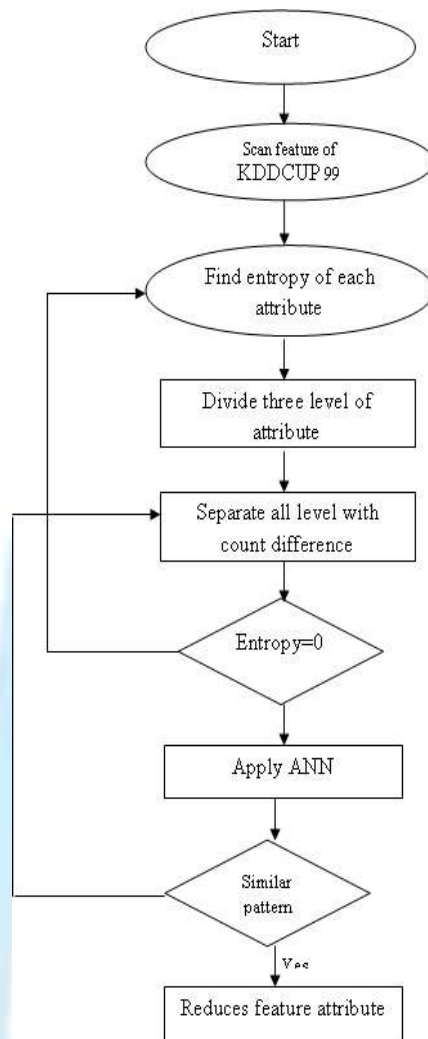 Start
Scan feature of
KDDCUP 99
Find entropy of each
attribute
Divide three level of
attribute
Separate all level with
count difference
Entropy=0
Apply ANN
Similar
pattern
Yes
Reduces feature attribute